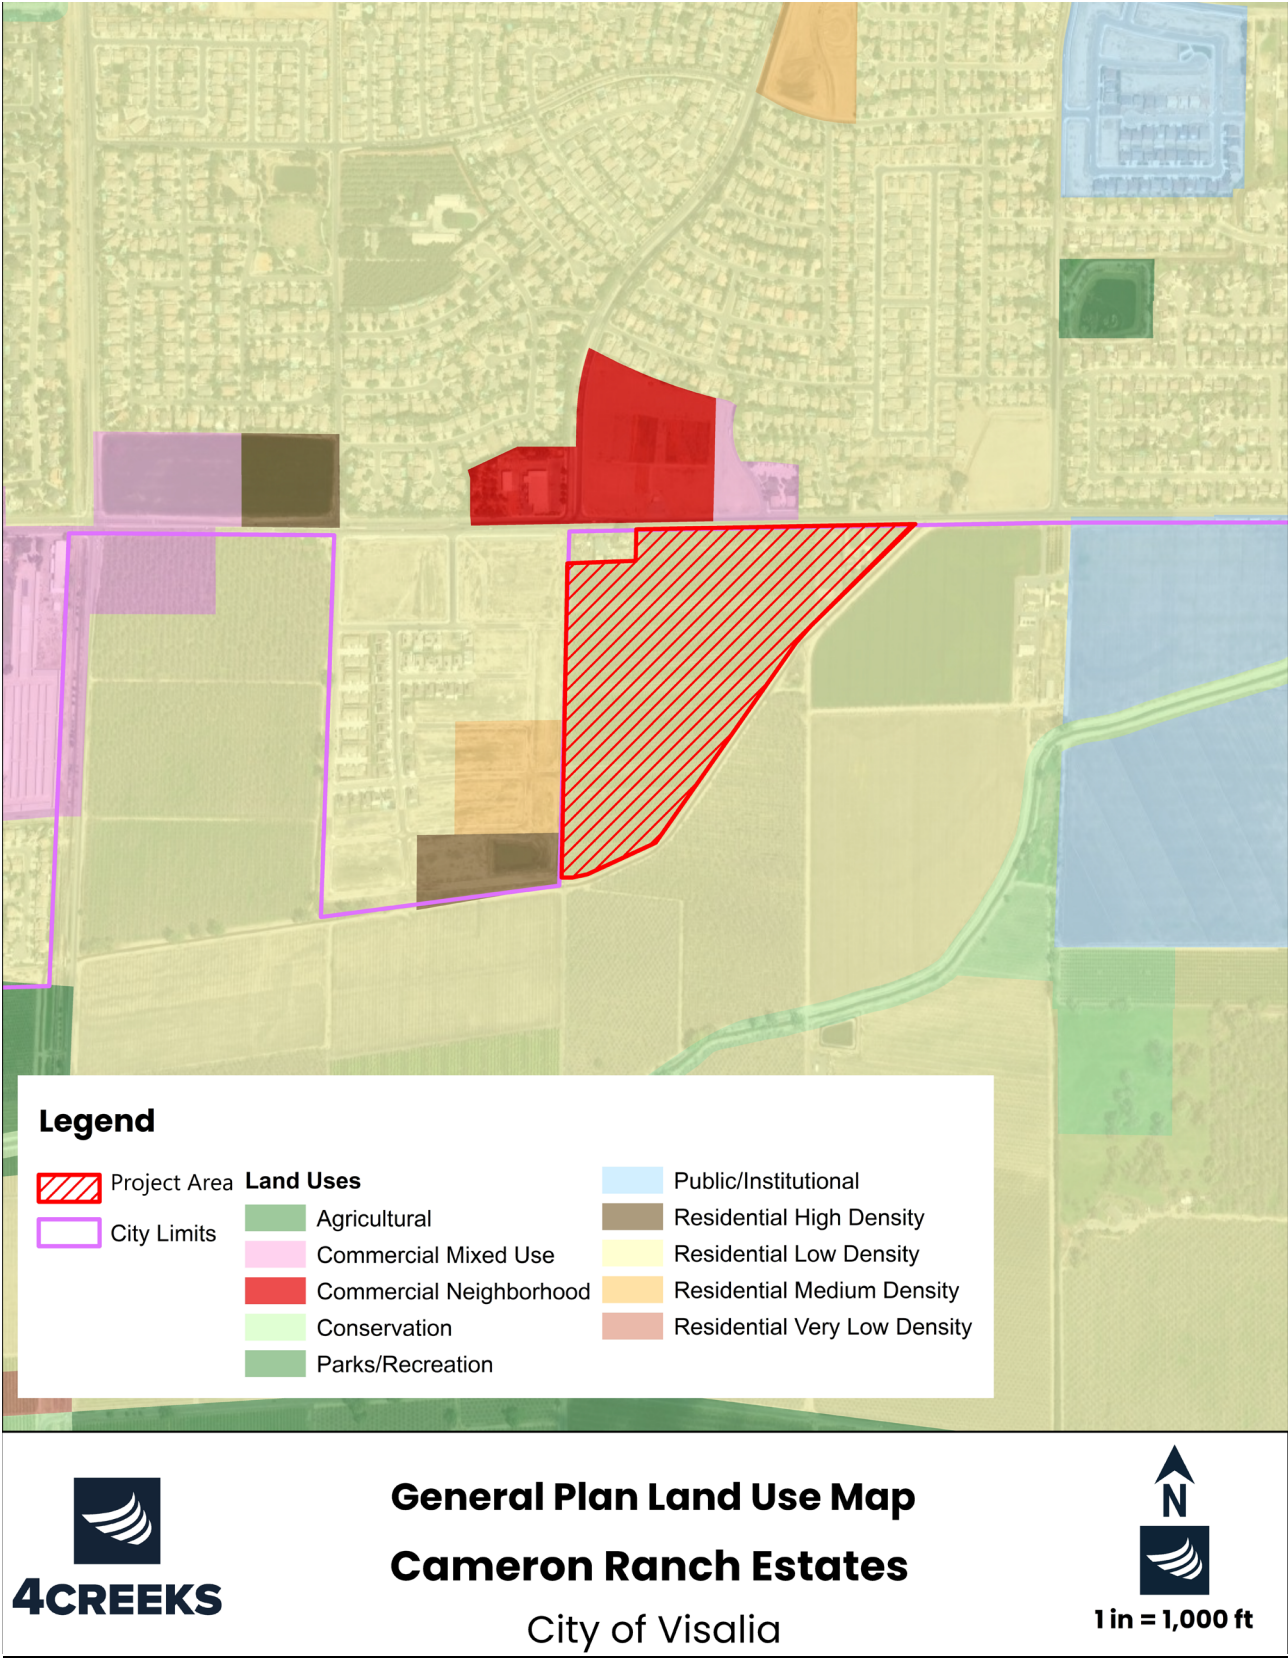 Legend
Project Area
City Limits
Land Uses
Agricultural
Commercial Mixed Use
Commercial Neighborhood
Conservation
Parks/Recreation
Public/Institutional
Residential High Density
Residential Low Density
Residential Medium Density
Residential Very Low Density
4CREEKS
General Plan Land Use Map
Cameron Ranch Estates
City of Visalia
N
1 in = 1,000 ft